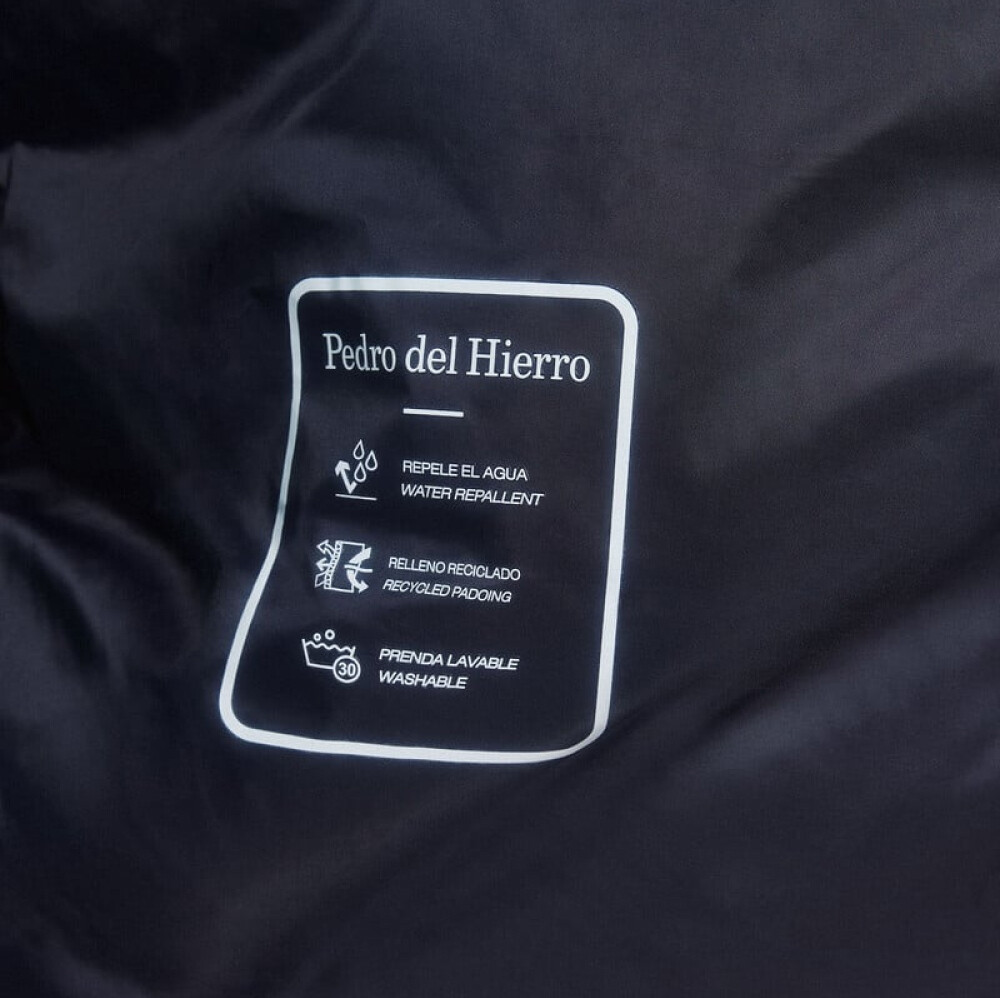 Pedro del Hierro
REPELE EL AGUA
WATER REPALLENT
RELLENO RECICLADO
RECYCLED PADOING
30
PRENDA LAVABLE
WASHABLE